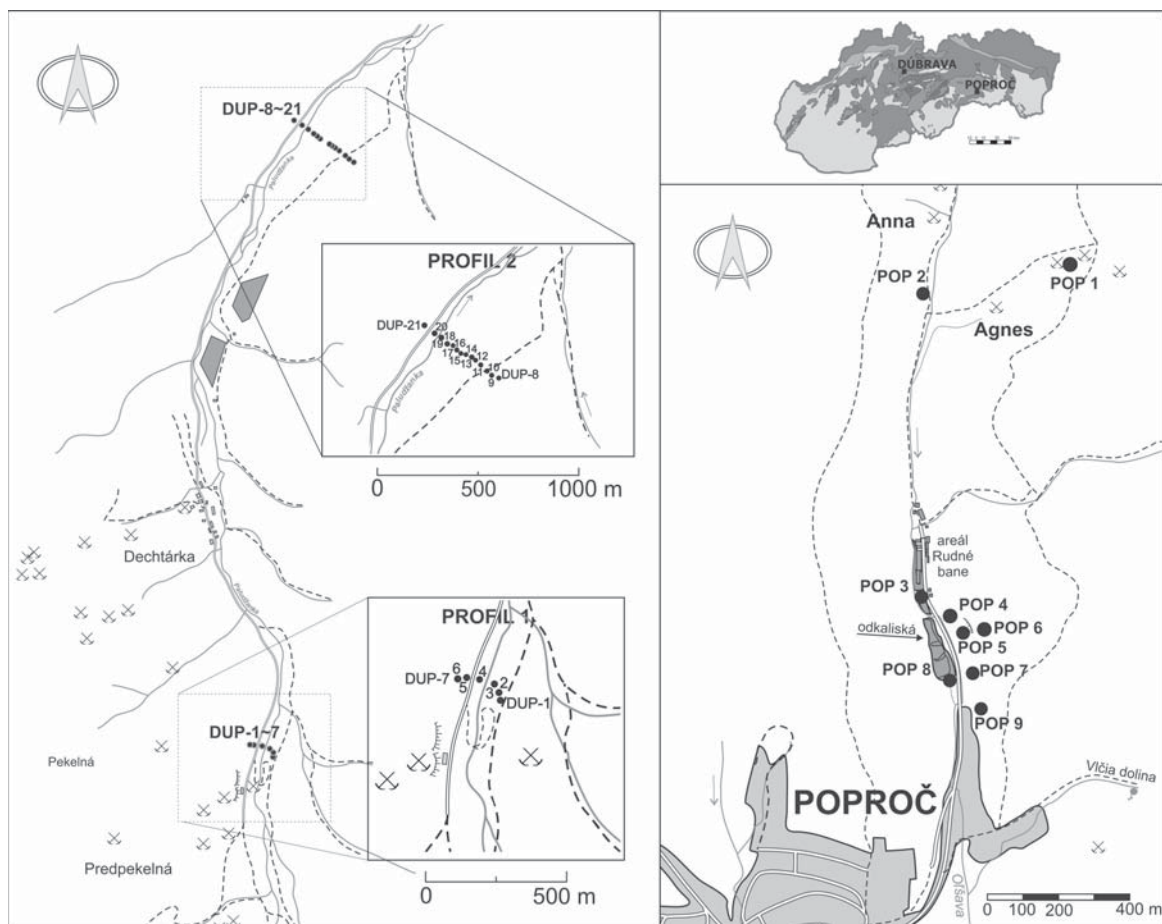 DUP-8~21
Paludžanka
PROFIL 2
DUP-21
20
18
19
16
17
14
15
12
13
10
11
9
DUP-8
Paludžanka
0 500 1000 m
Dechtárka
PROFIL 1
6
4
DUP-7
5
2
3
DUP-1
DUP-1~7
Pekelná
Predpekelná
0 500 m
DÚBRAVA
POPROČ
Anna
POP 2
POP 1
Agnes
areál
Rudné
bane
POP 3
POP 4
POP 6
odkaliská
POP 5
POP 8
POP 7
POP 9
Vlčia dolina
POPROČ
Oľšava
0 100 200 400 m